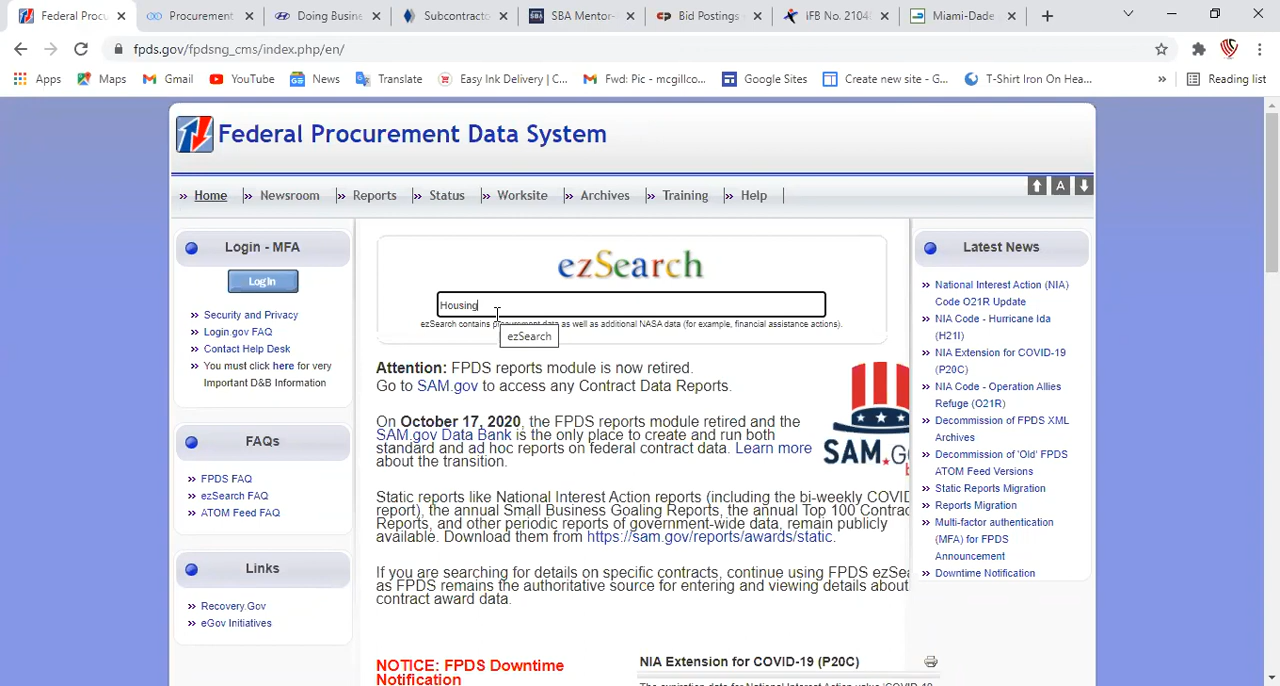 Federal Procu
Procurement
Doing Busine
Subcontracto
SBA Mentor-
Bid Postings
IFB No. 2104
Miami-Dade
fpds.gov/fpdsng_cms/index.php/en/
Apps
Maps
Gmail
YouTube
News
Translate
Easy Ink Delivery | C...
Fwd: Pic - mcgillco...
Google Sites
Create new site - G...
T-Shirt Iron On Hea...
»
Reading list
Federal Procurement Data System
Home
Newsroom
Reports
Status
Worksite
Archives
Training
Help
A
Login - MFA
Log In
Security and Privacy
Login.gov FAQ
Contact Help Desk
You must click here for very
Important D&B Information
FAQs
FPDS FAQ
ezSearch FAQ
ATOM Feed FAQ
Links
Recovery.Gov
eGov Initiatives
ezSearch
Housing
ezSearch contains procurement data as well as additional NASA data (for example, financial assistance actions).
ezSearch
Attention: FPDS reports module is now retired.
Go to SAM.gov to access any Contract Data Reports.
On October 17, 2020, the FPDS reports module retired and the
SAM.gov Data Bank is the only place to create and run both
standard and ad hoc reports on federal contract data. Learn more
about the transition.
SAM.G
Static reports like National Interest Action reports (including the bi-weekly COVID
report), the annual Small Business Goaling Reports, the annual Top 100 Contrac
Reports, and other periodic reports of government-wide data, remain publicly
available. Download them from https://sam.gov/reports/awards/static.
If you are searching for details on specific contracts, continue using FPDS ezSea
as FPDS remains the authoritative source for entering and viewing details about
contract award data.
NOTICE: FPDS Downtime
Notification
NIA Extension for COVID-19 (P20C)
The expiration date for National Interest Action value 'COVID-19
Latest News
National Interest Action (NIA)
Code O21R Update
NIA Code - Hurricane Ida
(H21I)
NIA Extension for COVID-19
(P20C)
NIA Code - Operation Allies
Refuge (O21R)
Decommission of FPDS XML
Archives
Decommission of 'Old' FPDS
ATOM Feed Versions
Static Reports Migration
Reports Migration
Multi-factor authentication
(MFA) for FPDS
Announcement
Downtime Notification